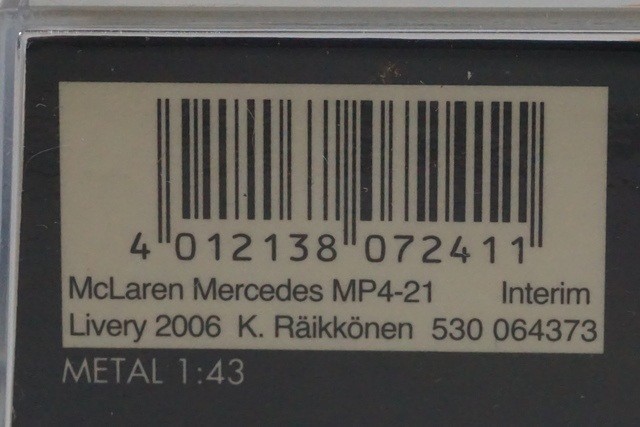 4 012138 072411
McLaren Mercedes MP4-21 Interim
Livery 2006 K. Räikkönen 530 064373
METAL 1:43